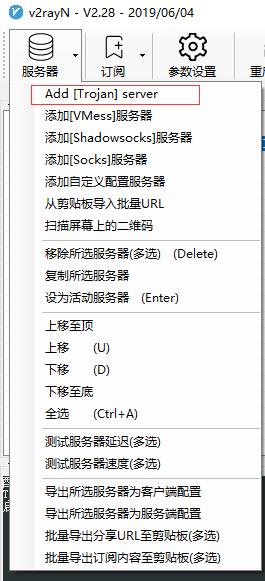 v2rayN - V2.28 - 2019/06/04
服务器 订阅 参数设置
Add [Trojan] server
添加[VMess]服务器
添加[Shadowsocks]服务器
添加[Socks]服务器
添加自定义配置服务器
从剪贴板导入批量URL
扫描屏幕上的二维码
移除所选服务器(多选) (Delete)
复制所选服务器
设为活动服务器 (Enter)
上移至顶
上移 (U)
下移 (D)
下移至底
全选 (Ctrl+A)
测试服务器延迟(多选)
测试服务器速度(多选)
导出所选服务器为客户端配置
导出所选服务器为服务端配置
批量导出分享URL至剪贴板(多选)
批量导出订阅内容至剪贴板(多选)